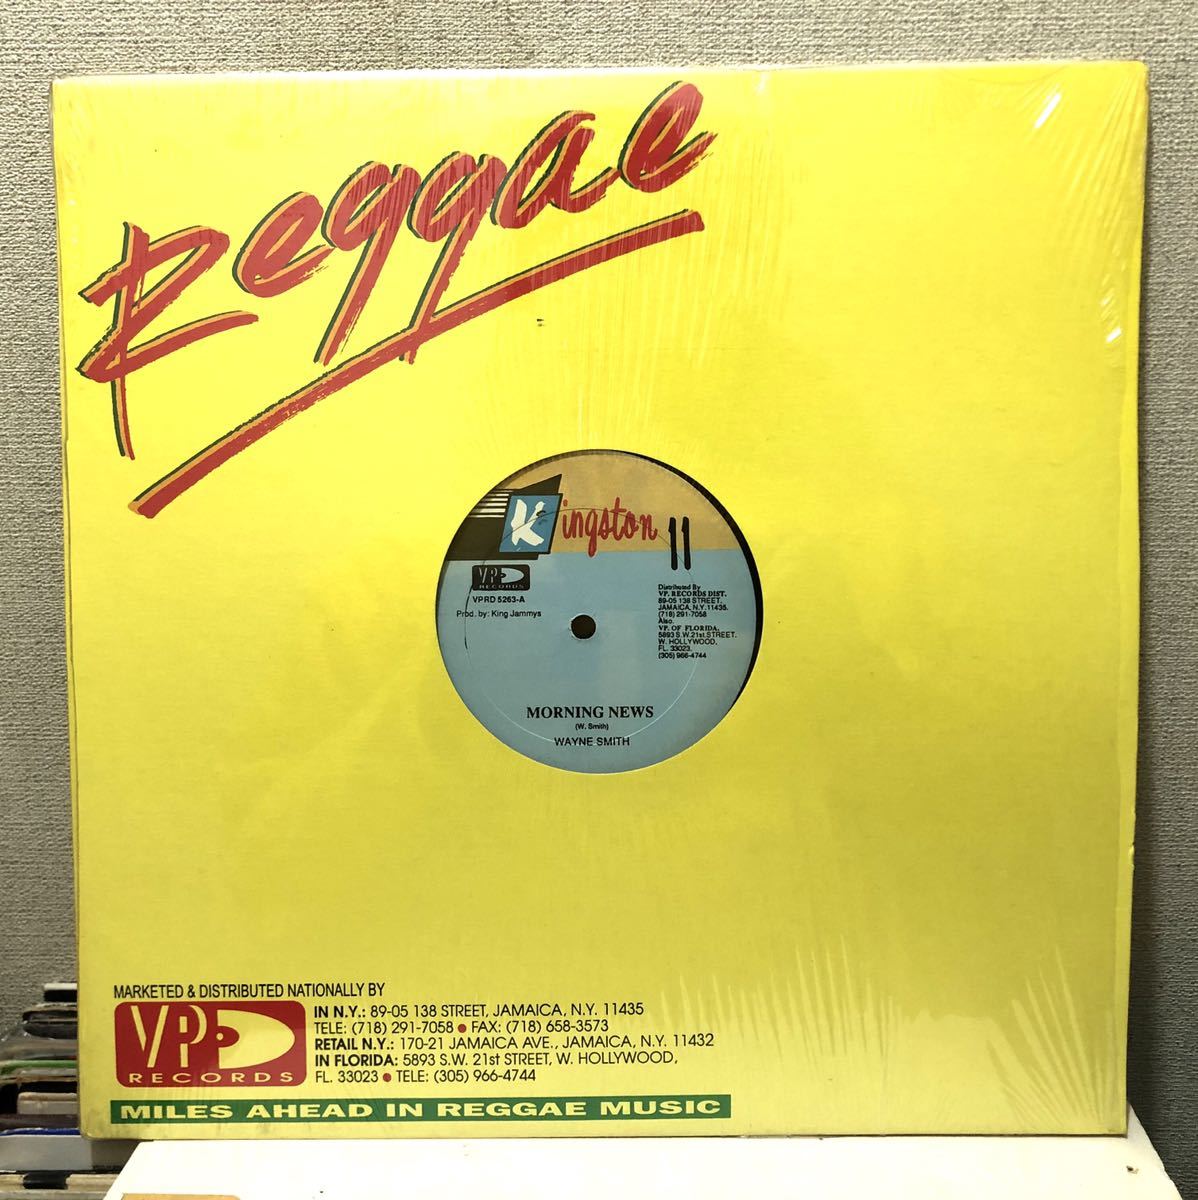 Reggae
Kingston 11
VP RECORDS
VPRD 5263-A
Prod. by: King Jammys
Distributed By
VP. RECORDS DIST.
89-05 138 STREET,
JAMAICA, N.Y. 11435.
(718) 291-7058
Also.
VP. OF FLORIDA.
5893 S.W. 21st. STREET.
W. HOLLYWOOD,
FL. 33023.
(305) 966-4744
MORNING NEWS
(W. Smith)
WAYNE SMITH
MARKETED & DISTRIBUTED NATIONALLY BY
VP
RECORDS
IN N.Y.: 89-05 138 STREET, JAMAICA, N.Y. 11435
TELE: (718) 291-7058 ● FAX: (718) 658-3573
RETAIL N.Y.: 170-21 JAMAICA AVE., JAMAICA, N.Y. 11432
IN FLORIDA: 5893 S.W. 21st STREET, W. HOLLYWOOD,
FL. 33023 ● TELE: (305) 966-4744
MILES AHEAD IN REGGAE MUSIC